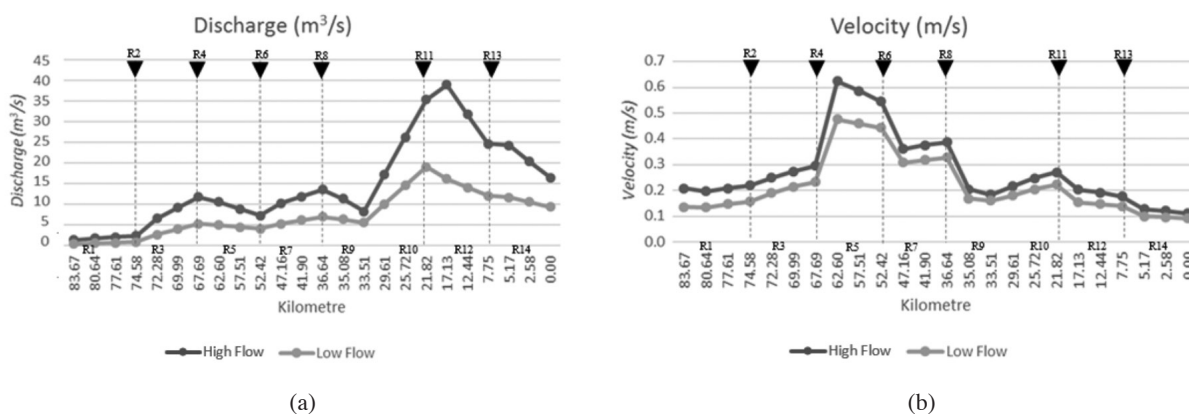 Discharge (m³/s)
R2 R4 R6 R8 R11 R13
Discharge (m³/s)
45
40
35
30
25
20
15
10
5
0
R1 R3 R5 R7 R9 R10 R12 R14
83.67 80.64 77.61 74.58 72.28 69.99 67.69 62.60 57.51 52.42 47.16 41.90 36.64 35.08 33.51 29.61 25.72 21.82 17.13 12.44 7.75 5.17 2.58 0.00
Kilometre
High Flow Low Flow
(a)
Velocity (m/s)
R2 R4 R6 R8 R11 R13
Velocity (m/s)
0.7
0.6
0.5
0.4
0.3
0.2
0.1
0.0
R1 R3 R5 R7 R9 R10 R12 R14
83.67 80.64 77.61 74.58 72.28 69.99 67.69 62.60 57.51 52.42 47.16 41.90 36.64 35.08 33.51 29.61 25.72 21.82 17.13 12.44 7.75 5.17 2.58 0.00
Kilometre
High Flow Low Flow
(b)